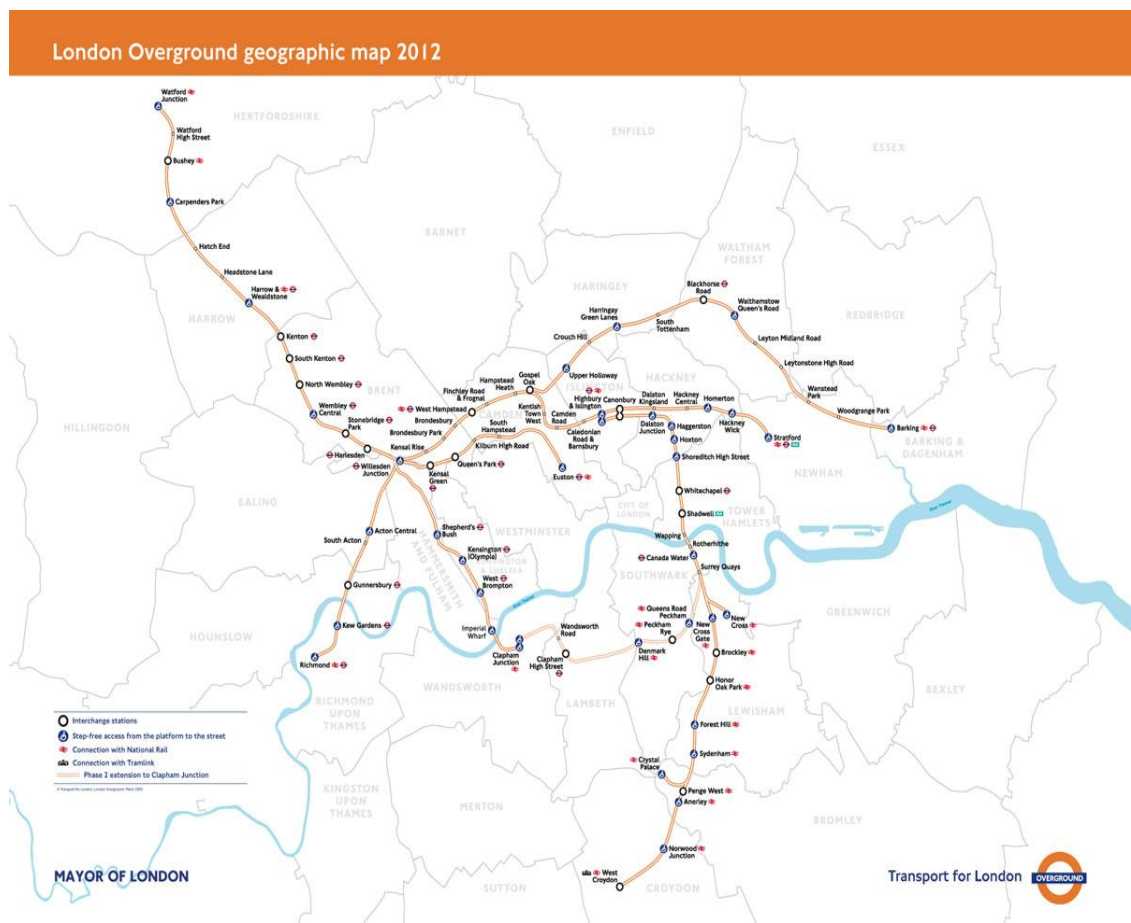 London Overground geographic map 2012
Watford
Junction
HERTFORDSHIRE
Watford
High Street
ENFIELD
ESSEX
Bushey
Carpenders Park
BARNET
Hatch End
WALTHAM
FOREST
Headstone Lane
Blackhorse
Road
HARINGEY
Harrow &
Wealdstone
Walthamstow
Queen's Road
Harringay
Green Lanes
HARROW
South
Tottenham
REDBRIDGE
Crouch Hill
Leyton Midland Road
Kenton
South Kenton
Gospel
Oak
Upper Holloway
Leytonstone High Road
HACKNEY
North Wembley
BRENT
Hampstead
Heath
ISLINGTON
Finchley Road
& Frognal
Wanstead
Park
Highbury
& Islington
Canonbury
Dalston
Kingsland
Hackney
Central
Homerton
Wembley
Central
West Hampstead
CAMDEN
Kentish
Town
West
Camden
Road
Woodgrange Park
Stonebridge
Park
Brondesbury
HILLINGDON
Brondesbury Park
South
Hampstead
Caledonian
Road &
Barnsbury
Dalston
Junction
Haggerston
Hackney
Wick
Barking
Stratford
Kensal Rise
Kilburn High Road
Hoxton
BARKING &
DAGENHAM
Harlesden
Willesden
Junction
Queen's Park
Shoreditch High Street
Kensal
Green
Euston
NEWHAM
Whitechapel
EALING
CITY OF
LONDON
TOWER
HAMLETS
Shadwell
River Thames
Acton Central
Shepherd's
Bush
WESTMINSTER
South Acton
HAMMERSMITH
AND FULHAM
Wapping
Rotherhithe
Kensington
(Olympia)
KENSINGTON
& CHELSEA
Canada Water
SOUTHWARK
Surrey Quays
Gunnersbury
West
Brompton
River Thames
GREENWICH
Queens Road
Peckham
New
Cross
Kew Gardens
Imperial
Wharf
Wandsworth
Road
Peckham
Rye
New
Cross
Gate
HOUNSLOW
Brockley
Richmond
Clapham
Junction
Clapham
High Street
Denmark
Hill
Honor
Oak Park
WANDSWORTH
BEXLEY
RICHMOND
UPON
THAMES
LAMBETH
LEWISHAM
Interchange stations
Forest Hill
Step-free access from the platform to the street
Connection with National Rail
Sydenham
Connection with Tramlink
Crystal
Palace
Phase 2 extension to Clapham Junction
KINGSTON
UPON
THAMES
Penge West
MERTON
Anerley
BROMLEY
Norwood
Junction
MAYOR OF LONDON
West
Croydon
SUTTON
CROYDON
Transport for London
OVERGROUND